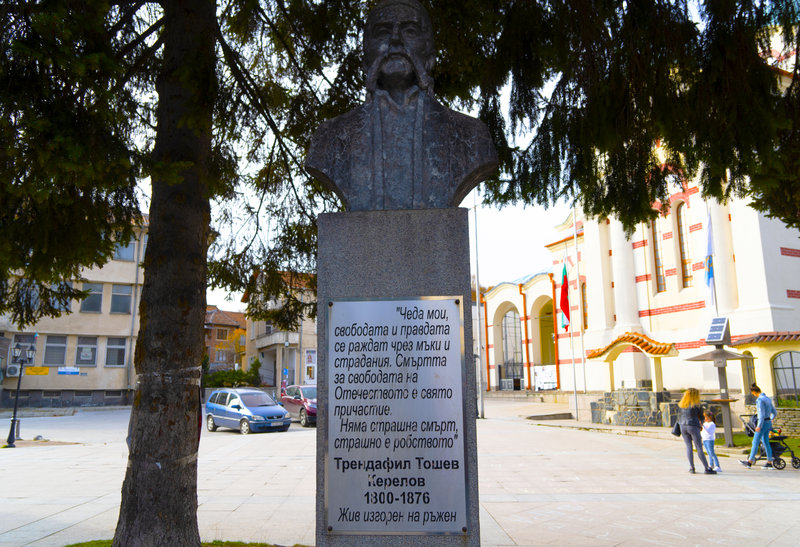 "Чеда мои,
свободата и правдата
се раждат чрез мъки и
страдания. Смъртта
за свободата на
Отечеството е свято
причастие.
Няма страшна смърт,
страшно е робството"
Трендафил Тошев
Керелов
1800-1876
Жив изгорен на ръжен